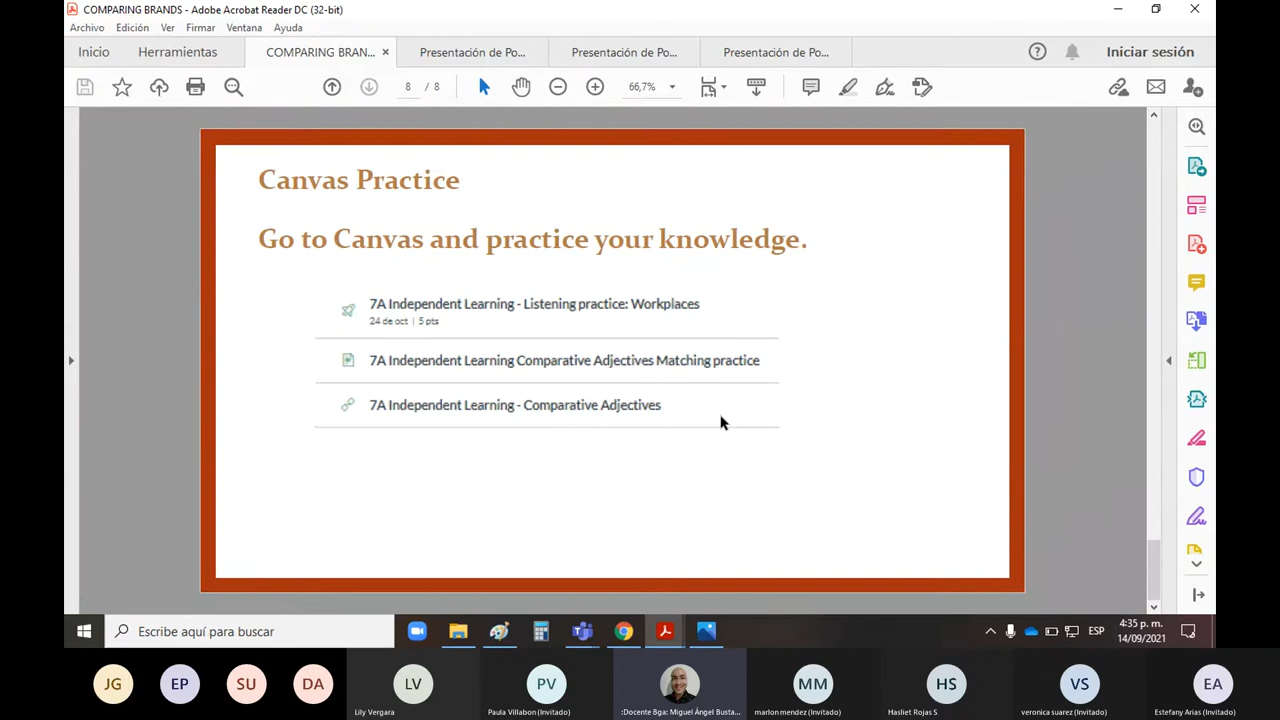 COMPARING BRANDS - Adobe Acrobat Reader DC (32-bit)
Archivo Edición Ver Firmar Ventana Ayuda
Inicio Herramientas COMPARING BRAN... × Presentación de Po... Presentación de Po... Presentación de Po... Iniciar sesión
8 / 8 66,7%
Canvas Practice
Go to Canvas and practice your knowledge.
7A Independent Learning - Listening practice: Workplaces
24 de oct | 5 pts
7A Independent Learning Comparative Adjectives Matching practice
7A Independent Learning - Comparative Adjectives
Escribe aquí para buscar
ESP
4:35 p. m.
14/09/2021
JG EP SU DA LV PV MM HS VS EA
Lily Vergara Paula Villabon (Invitado) :Docente Bga: Miguel Ángel Busta... marlon mendez (Invitado) Hasliet Rojas S veronica suarez (Invitado) Estefany Arias (Invitado)